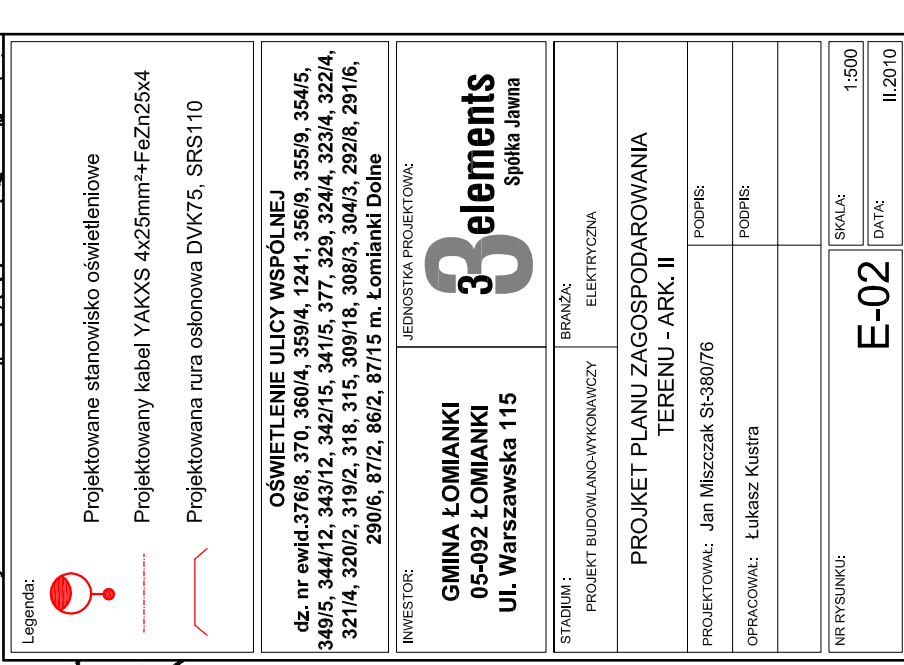 Legenda:
Projektowane stanowisko oświetleniowe
Projektowany kabel YAKXS 4x25mm²+FeZn25x4
Projektowana rura osłonowa DVK75, SRS110
OŚWIETLENIE ULICY WSPÓLNEJ
dz. nr ewid.376/8, 370, 360/4, 359/4, 1241, 356/9, 355/9, 354/5,
349/5, 344/12, 343/12, 342/15, 341/5, 377, 329, 324/4, 323/4, 322/4,
321/4, 320/2, 319/2, 318, 315, 309/18, 308/3, 304/3, 292/8, 291/6,
290/6, 87/2, 86/2, 87/15 m. Łomianki Dolne
INWESTOR:
GMINA ŁOMIANKI
05-092 ŁOMIANKI
Ul. Warszawska 115
JEDNOSTKA PROJEKTOWA:
3 elements
Spółka Jawna
STADIUM :
PROJEKT BUDOWLANO-WYKONAWCZY
BRANŻA:
ELEKTRYCZNA
PROJKET PLANU ZAGOSPODAROWANIA
TERENU - ARK. II
PROJEKTOWAŁ: Jan Miszczak St-380/76
PODPIS:
OPRACOWAŁ: Łukasz Kustra
PODPIS:
NR RYSUNKU:
E-02
SKALA:
1:500
DATA:
II.2010